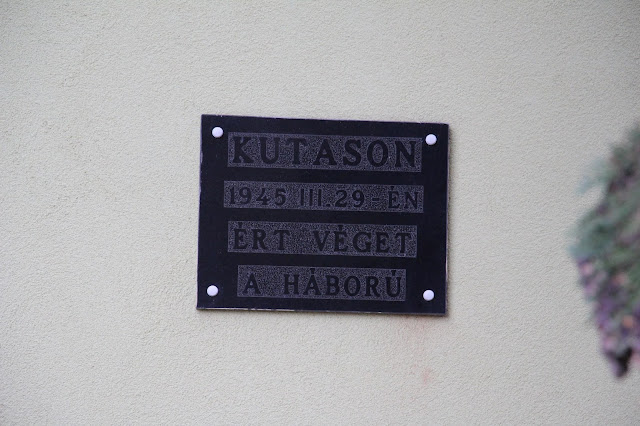 KUTASON
1945 III. 29-ÉN
ÉRT VÉGET
A HÁBORÚ